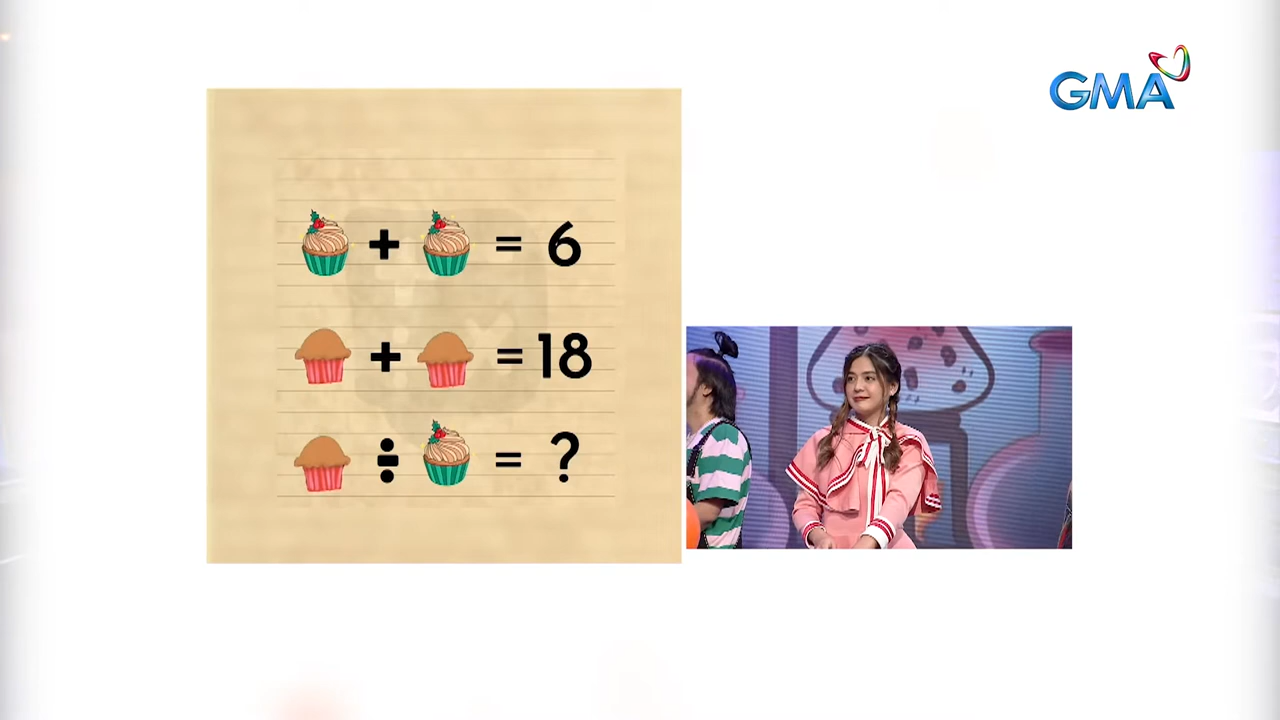 GMA
+ = 6
+ = 18
÷ = ?